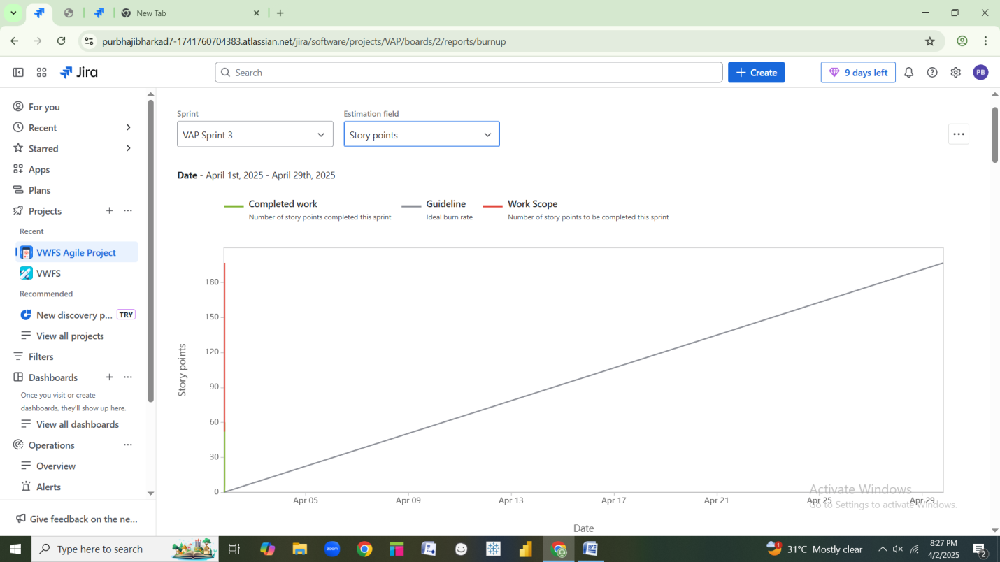 New Tab
purbhajibharkad7-1741760704383.atlassian.net/jira/software/projects/VAP/boards/2/reports/burnup
Jira
Search
Create
9 days left
PB
For you
Recent
Starred
Apps
Plans
Projects
Recent
VWFS Agile Project
VWFS
Recommended
New discovery p...
TRY
View all projects
Filters
Dashboards
Once you visit or create
dashboards, they'll show up here.
View all dashboards
Operations
Overview
Alerts
Give feedback on the ne...
Sprint
VAP Sprint 3
Estimation field
Story points
Date - April 1st, 2025 - April 29th, 2025
Completed work
Number of story points completed this sprint
Guideline
Ideal burn rate
Work Scope
Number of story points to be completed this sprint
Story points
180
150
120
90
60
30
0
Apr 05
Apr 09
Apr 13
Apr 17
Apr 21
Apr 25
Apr 29
Date
Activate Windows
Go to Settings to activate Windows.
Type here to search
zoom
1
31°C Mostly clear
8:27 PM
4/2/2025
2